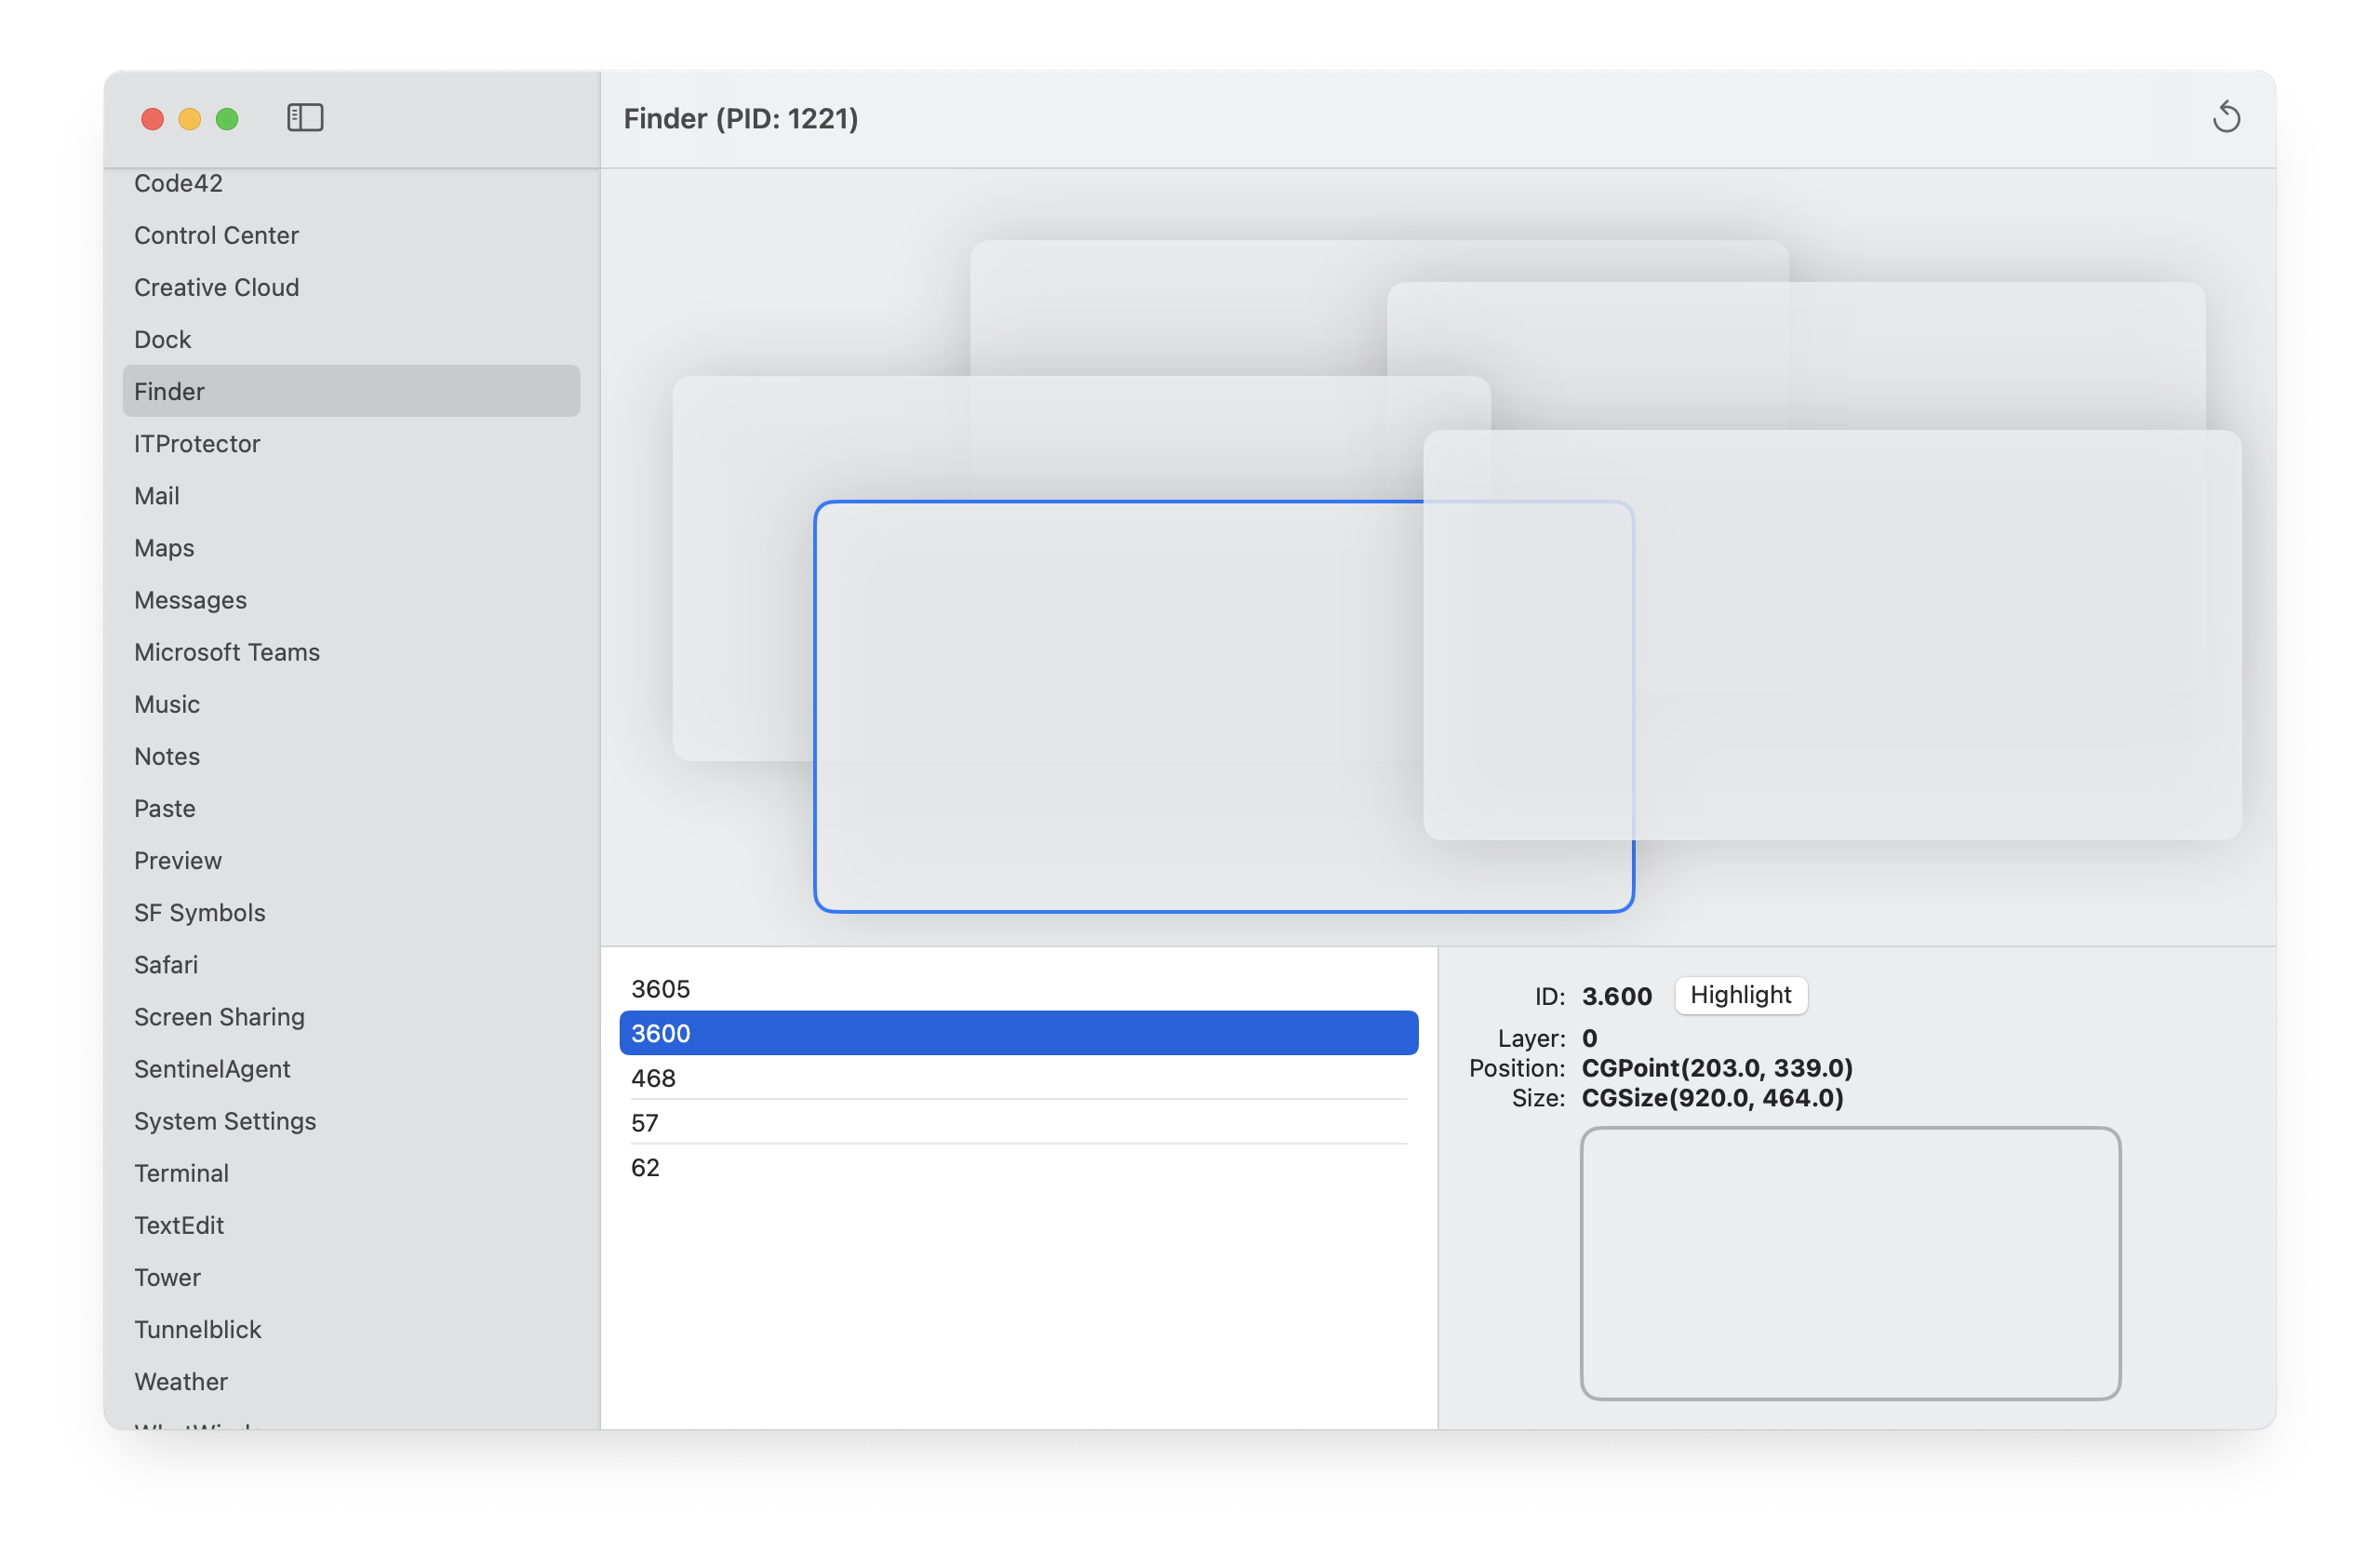 Finder (PID: 1221)
Code42
Control Center
Creative Cloud
Dock
Finder
ITProtector
Mail
Maps
Messages
Microsoft Teams
Music
Notes
Paste
Preview
SF Symbols
Safari
Screen Sharing
SentinelAgent
System Settings
Terminal
TextEdit
Tower
Tunnelblick
Weather
3605
3600
468
57
62
ID: 3.600 Highlight
Layer: 0
Position: CGPoint(203.0, 339.0)
Size: CGSize(920.0, 464.0)